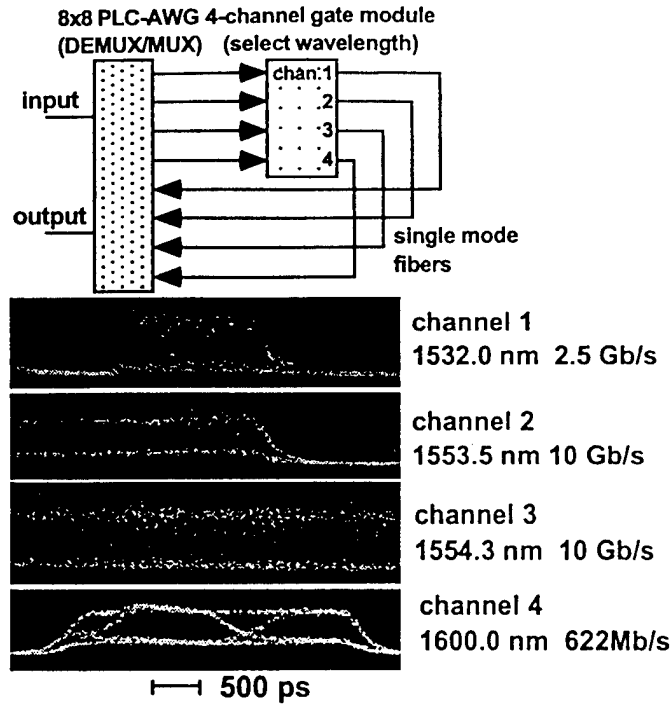 8x8 PLC-AWG 4-channel gate module
(DEMUX/MUX) (select wavelength)
input
chan:1
2
3
4
output
single mode
fibers
channel 1
1532.0 nm 2.5 Gb/s
channel 2
1553.5 nm 10 Gb/s
channel 3
1554.3 nm 10 Gb/s
channel 4
1600.0 nm 622Mb/s
500 ps